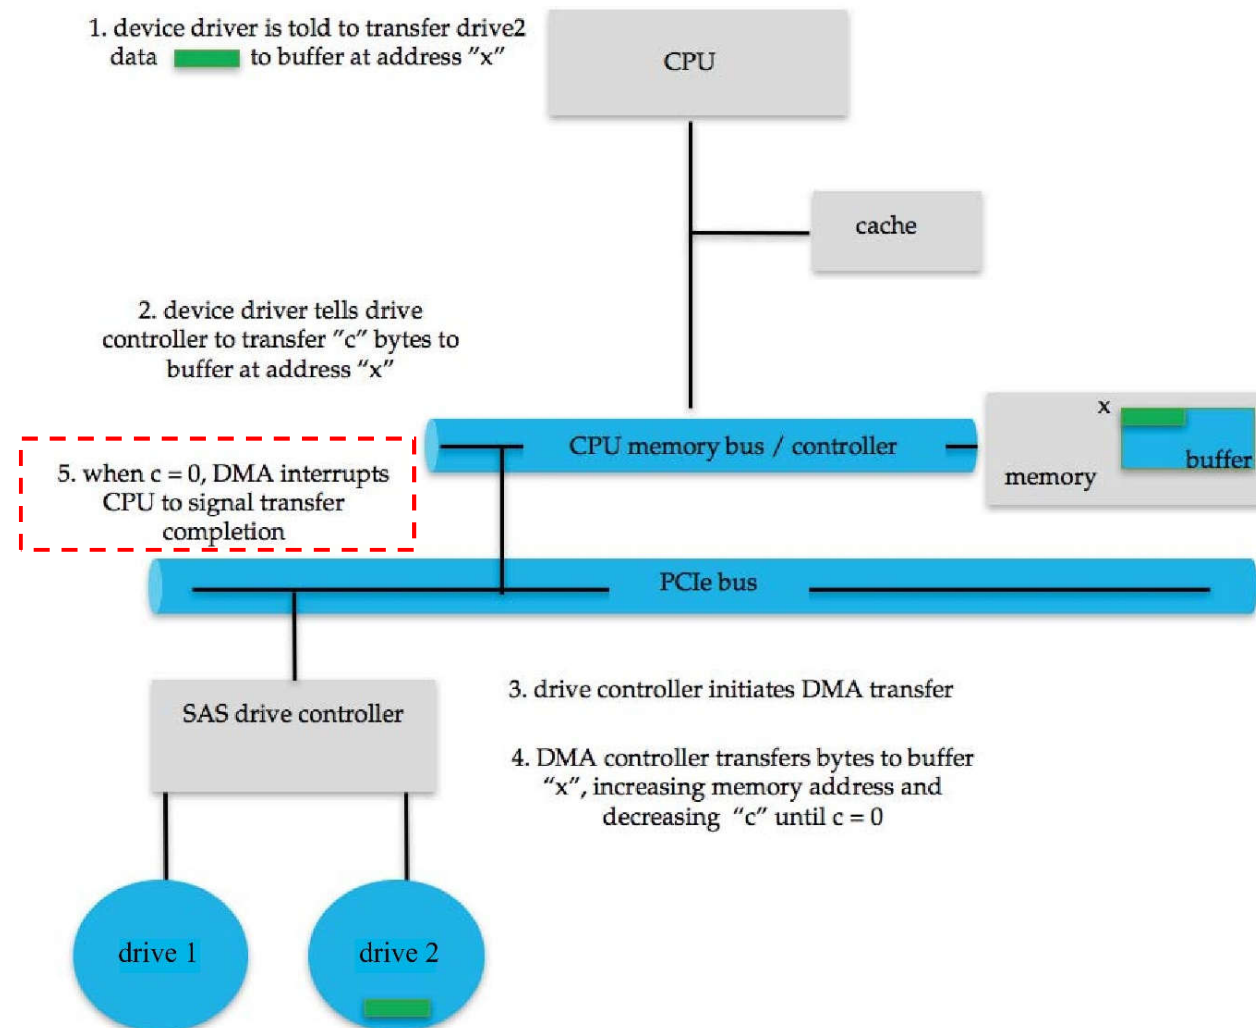 1. device driver is told to transfer drive2
data to buffer at address "x"
CPU
cache
2. device driver tells drive
controller to transfer "c" bytes to
buffer at address "x"
CPU memory bus / controller
x
buffer
memory
5. when c = 0, DMA interrupts
CPU to signal transfer
completion
PCIe bus
3. drive controller initiates DMA transfer
SAS drive controller
4. DMA controller transfers bytes to buffer
"x", increasing memory address and
decreasing "c" until c = 0
drive 1
drive 2